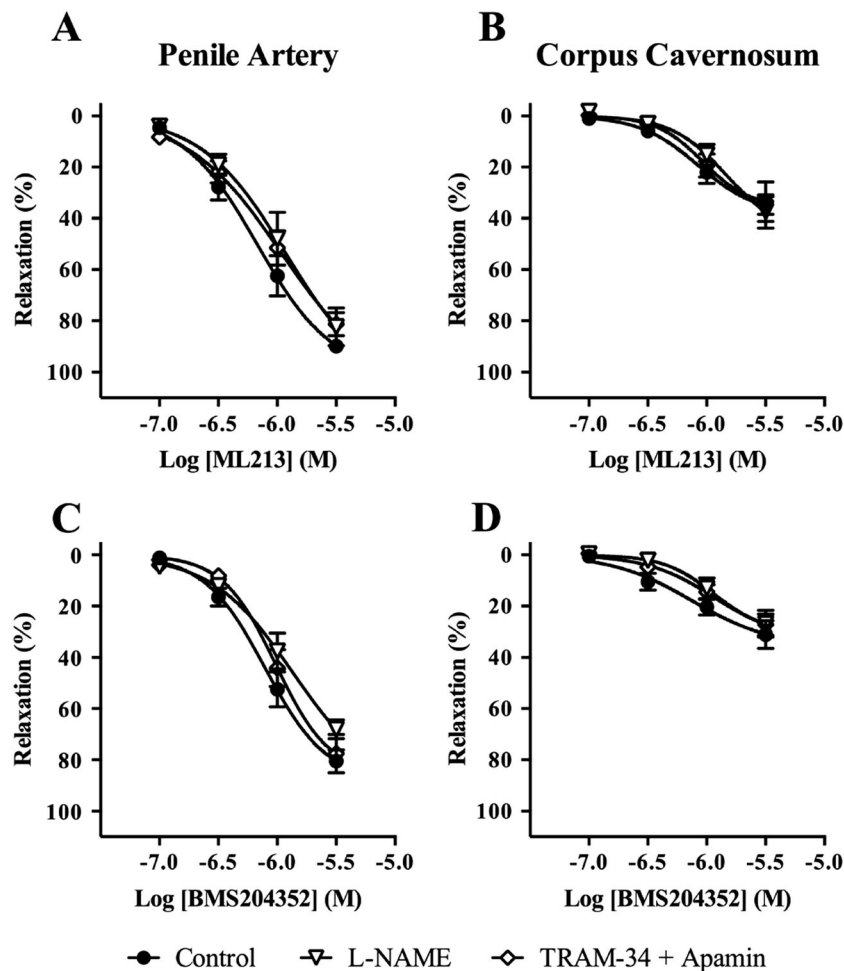 A
Penile Artery
B
Corpus Cavernosum
Relaxation (%)
0
20
40
60
80
100
-7.0 -6.5 -6.0 -5.5 -5.0
Log [ML213] (M)
Relaxation (%)
0
20
40
60
80
100
-7.0 -6.5 -6.0 -5.5 -5.0
Log [ML213] (M)
C
Relaxation (%)
0
20
40
60
80
100
-7.0 -6.5 -6.0 -5.5 -5.0
Log [BMS204352] (M)
D
Relaxation (%)
0
20
40
60
80
100
-7.0 -6.5 -6.0 -5.5 -5.0
Log [BMS204352] (M)
Control L-NAME TRAM-34 + Apamin